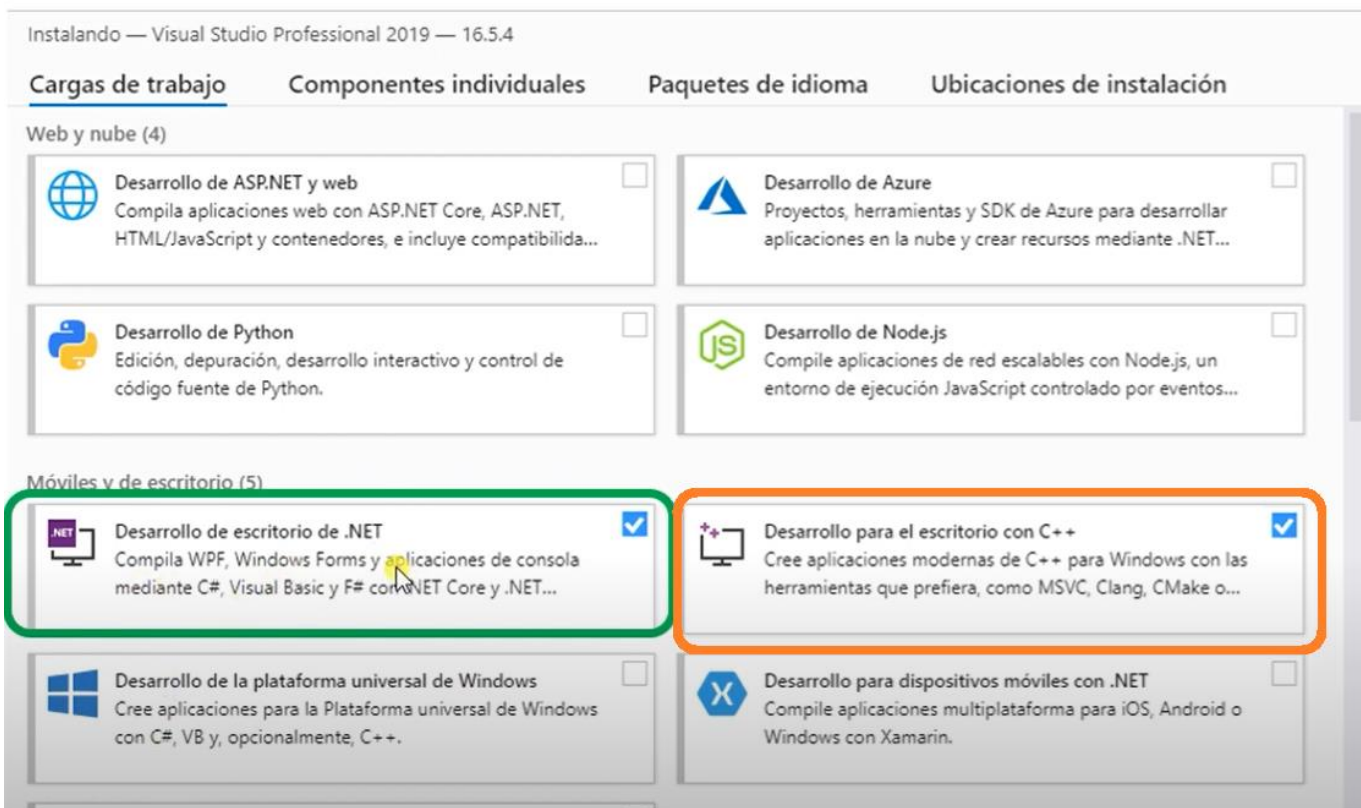 Instalando — Visual Studio Professional 2019 — 16.5.4
Cargas de trabajo Componentes individuales Paquetes de idioma Ubicaciones de instalación
Web y nube (4)
Desarrollo de ASP.NET y web
Compila aplicaciones web con ASP.NET Core, ASP.NET,
HTML/JavaScript y contenedores, e incluye compatibilida...
Desarrollo de Azure
Proyectos, herramientas y SDK de Azure para desarrollar
aplicaciones en la nube y crear recursos mediante .NET...
Desarrollo de Python
Edición, depuración, desarrollo interactivo y control de
código fuente de Python.
JS
Desarrollo de Node.js
Compile aplicaciones de red escalables con Node.js, un
entorno de ejecución JavaScript controlado por eventos...
Móviles y de escritorio (5)
.NET
Desarrollo de escritorio de .NET
Compila WPF, Windows Forms y aplicaciones de consola
mediante C#, Visual Basic y F# con .NET Core y .NET...
Desarrollo para el escritorio con C++
Cree aplicaciones modernas de C++ para Windows con las
herramientas que prefiera, como MSVC, Clang, CMake o...
Desarrollo de la plataforma universal de Windows
Cree aplicaciones para la Plataforma universal de Windows
con C#, VB y, opcionalmente, C++.
Desarrollo para dispositivos móviles con .NET
Compile aplicaciones multiplataforma para iOS, Android o
Windows con Xamarin.